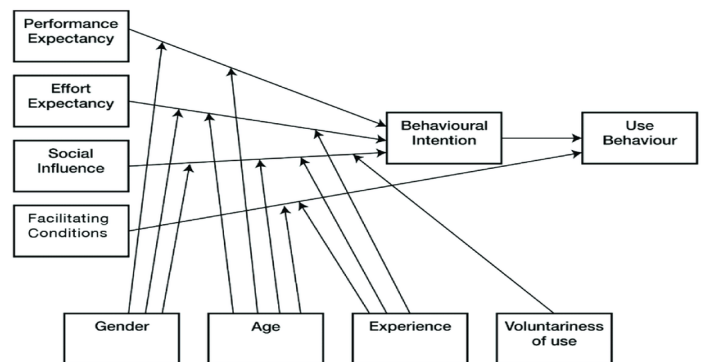 Performance
Expectancy
Effort
Expectancy
Social
Influence
Facilitating
Conditions
Behavioural
Intention
Use
Behaviour
Gender
Age
Experience
Voluntariness
of use